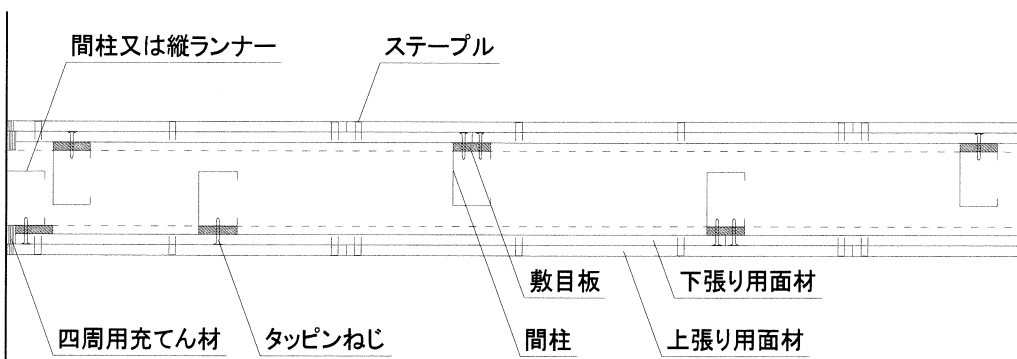 間柱又は縦ランナー
ステープル
敷目板
下張り用面材
四周用充てん材
タッピンねじ
間柱
上張り用面材